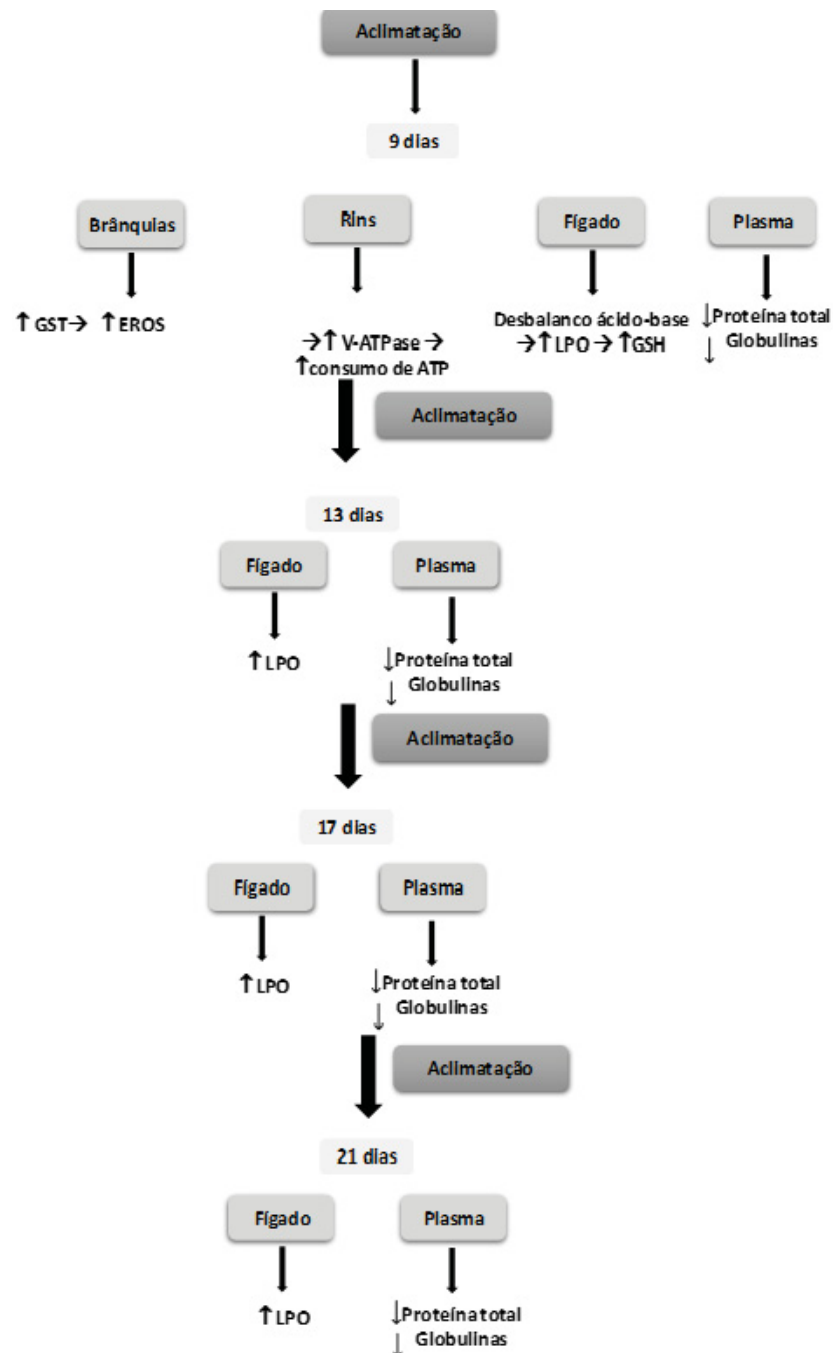 Aclimatação
9 dias
Brânquias
Rins
Fígado
Plasma
↑ GST→ ↑ EROS
→↑ V-ATPase →
↑consumo de ATP
Desbalanco ácido-base
→↑LPO → ↑GSH
↓Proteína total
↓ Globulinas
Aclimatação
13 dias
Fígado
Plasma
↑ LPO
↓Proteína total
↓ Globulinas
Aclimatação
17 dias
Fígado
Plasma
↑ LPO
↓Proteína total
↓ Globulinas
Aclimatação
21 dias
Fígado
Plasma
↑ LPO
↓Proteína total
↓ Globulinas